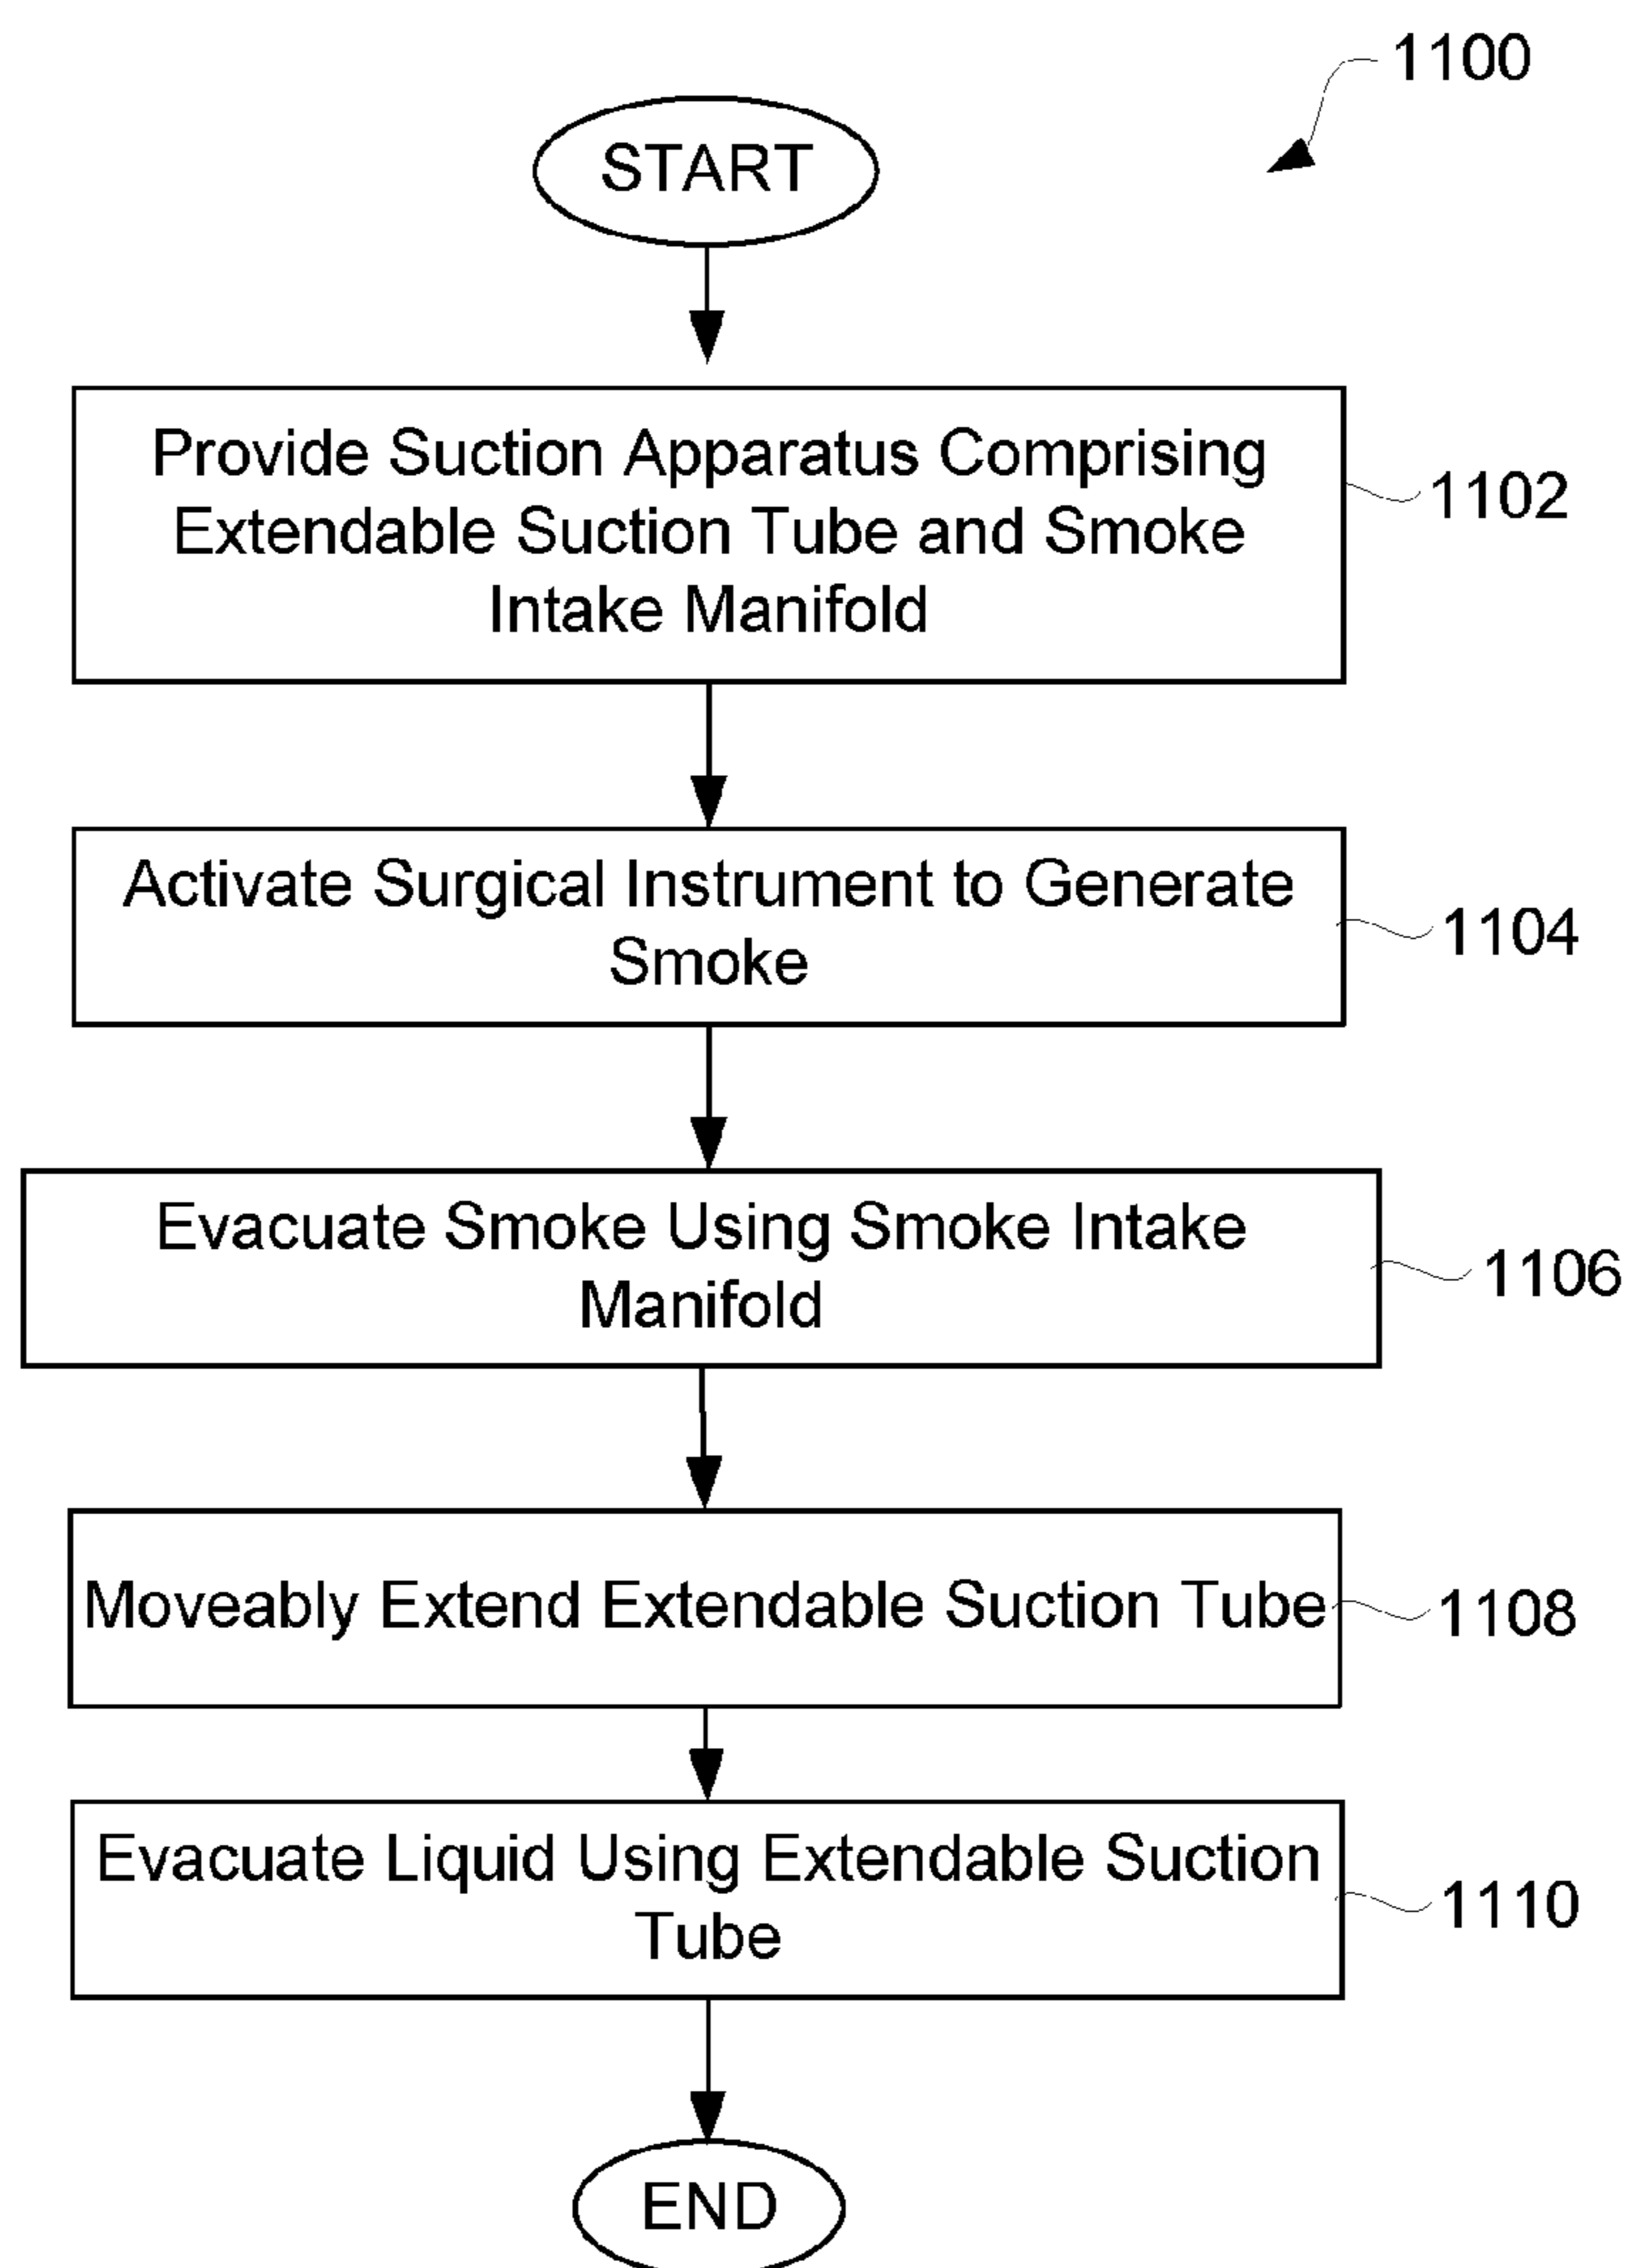 1100
START
Provide Suction Apparatus Comprising
Extendable Suction Tube and Smoke
Intake Manifold
1102
Activate Surgical Instrument to Generate
Smoke
1104
Evacuate Smoke Using Smoke Intake
Manifold
1106
Moveably Extend Extendable Suction Tube
1108
Evacuate Liquid Using Extendable Suction
Tube
1110
END